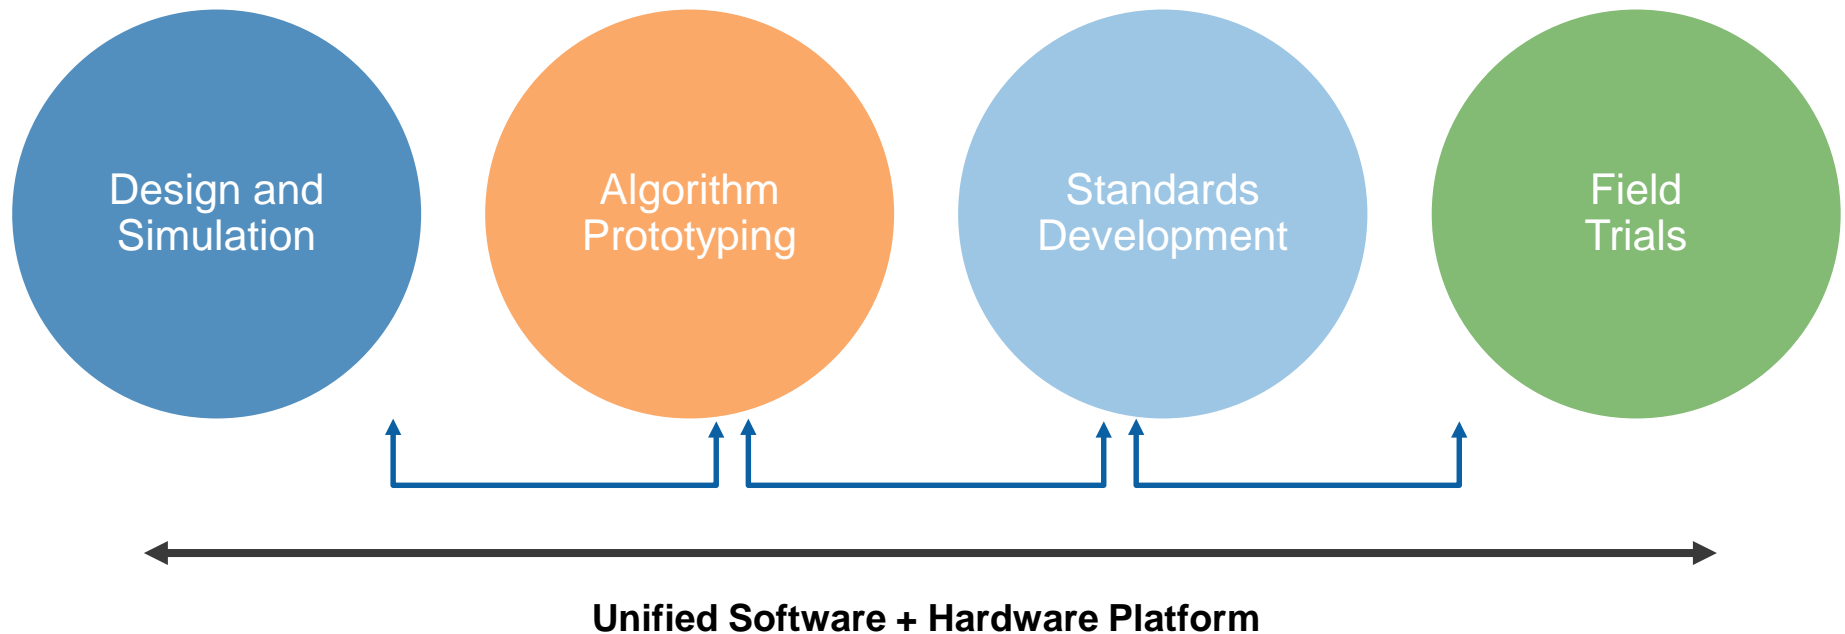 Design and
Simulation
Algorithm
Prototyping
Standards
Development
Field
Trials
Unified Software + Hardware Platform